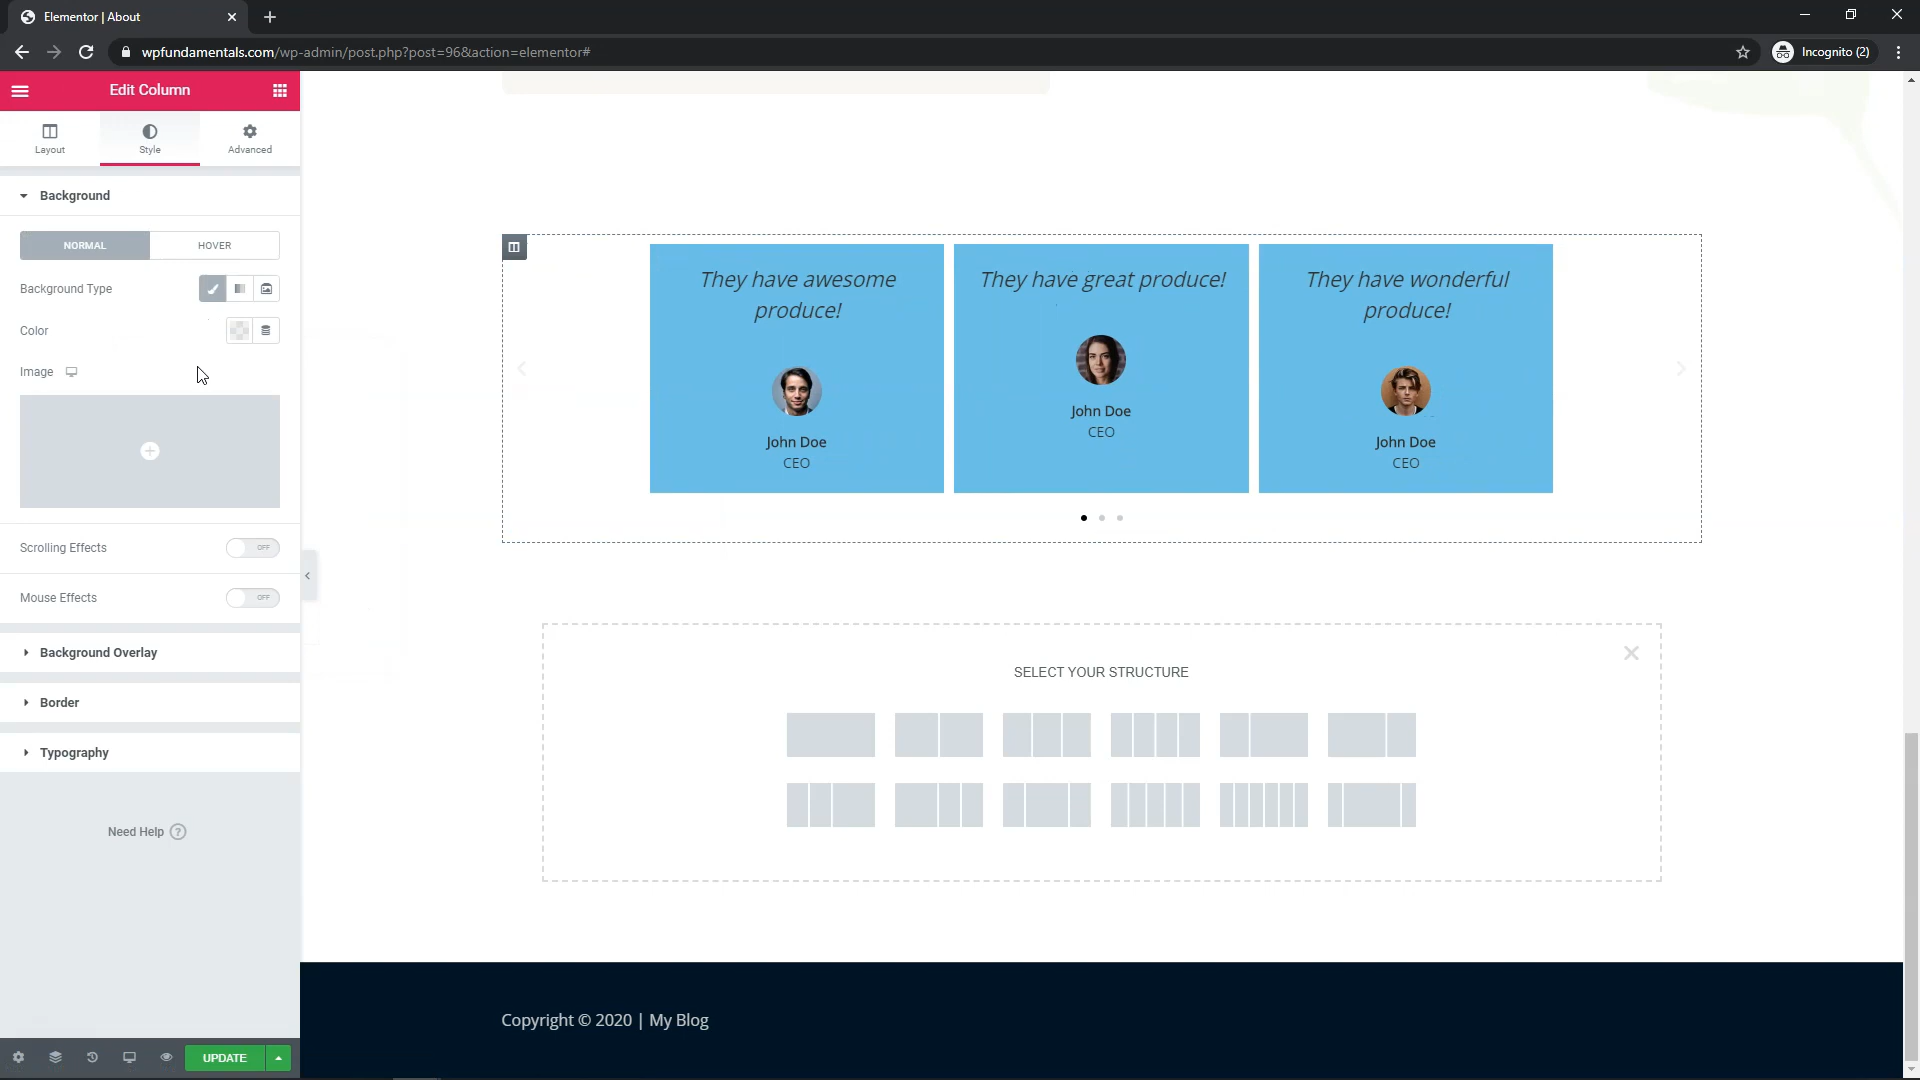 Elementor | About
wpfundamentals.com/wp-admin/post.php?post=96&action=elementor#
Incognito (2)
Edit Column
Layout
Style
Advanced
Background
NORMAL
HOVER
Background Type
Color
Image
Scrolling Effects
OFF
Mouse Effects
OFF
Background Overlay
Border
Typography
Need Help ?
UPDATE
They have awesome
produce!
John Doe
CEO
They have great produce!
John Doe
CEO
They have wonderful
produce!
John Doe
CEO
SELECT YOUR STRUCTURE
Copyright © 2020 | My Blog